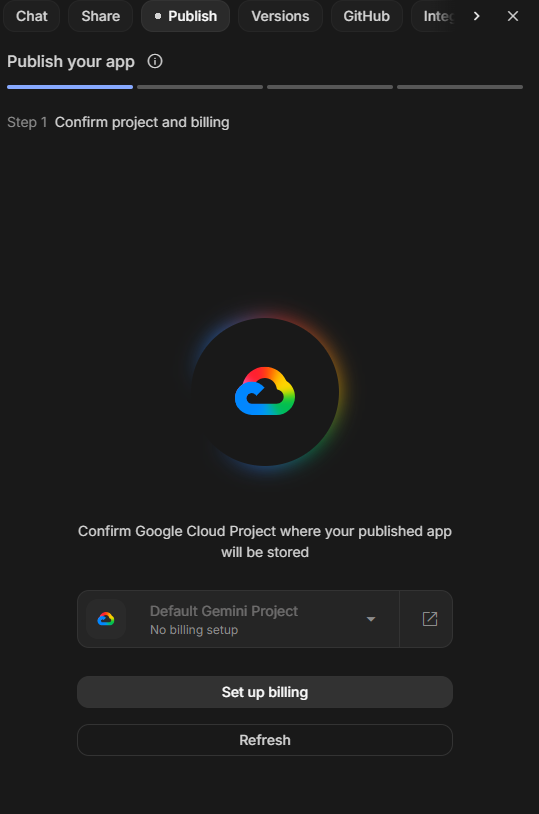 Chat
Share
Publish
Versions
GitHub
Integ
Publish your app
Step 1 Confirm project and billing
Confirm Google Cloud Project where your published app
will be stored
Default Gemini Project
No billing setup
Set up billing
Refresh